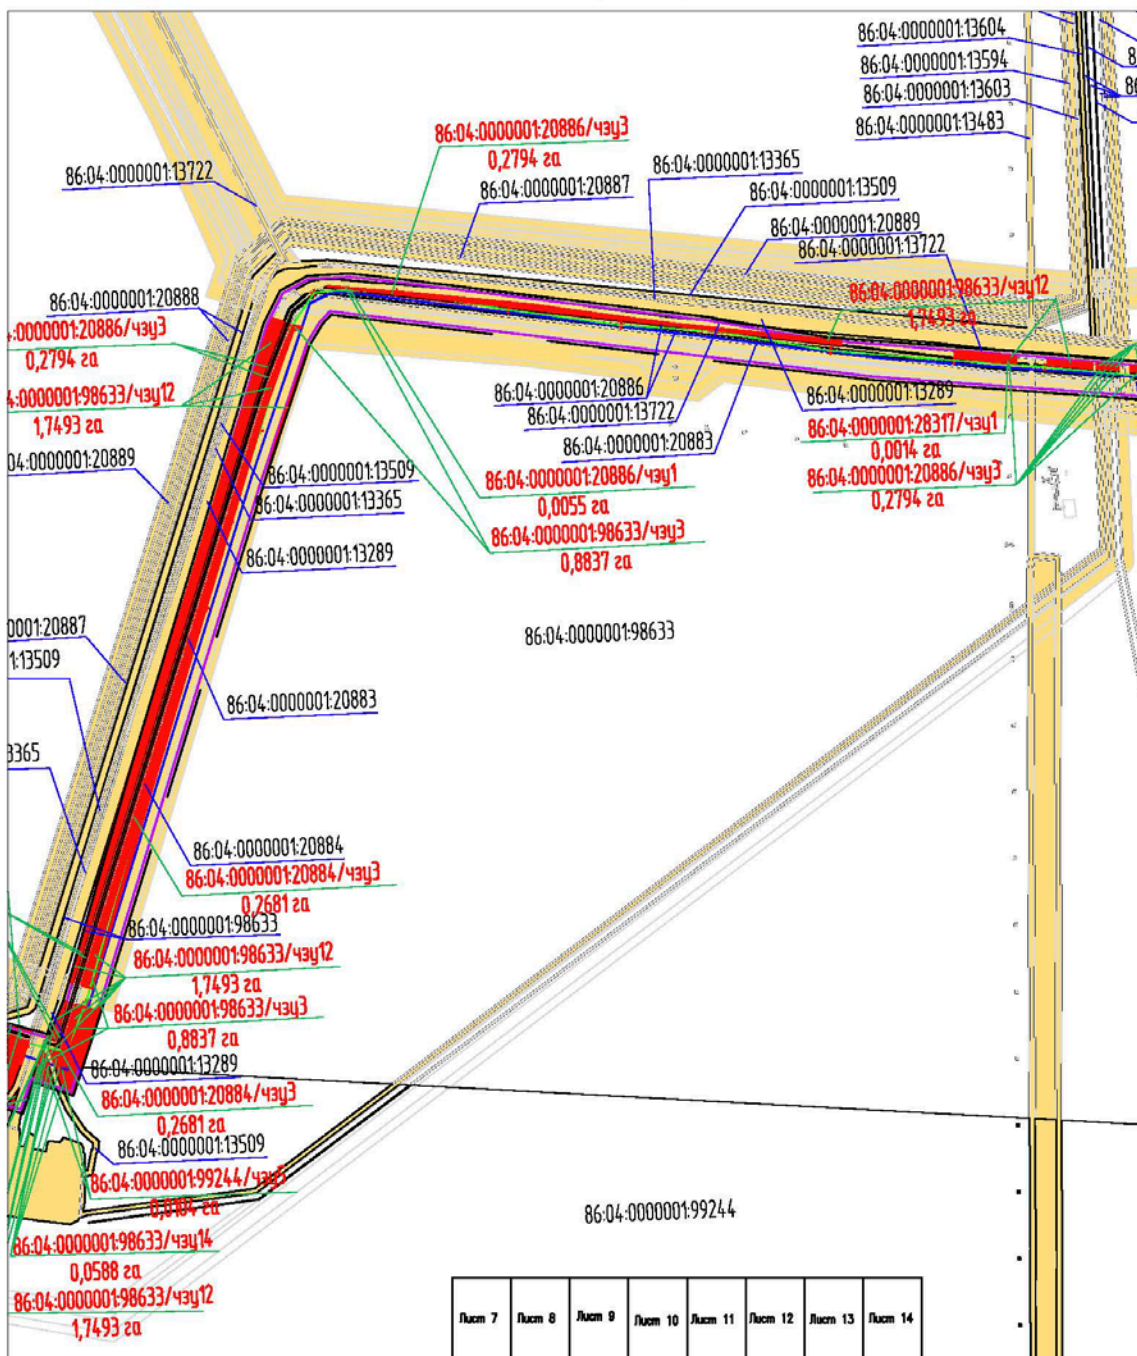 86:04:0000001:13604
86:04:0000001:13594
86:04:0000001:13603
86:04:0000001:13483
86:04:0000001:20886/чзу3
0,2794 га
86:04:0000001:13722
86:04:0000001:20887
86:04:0000001:13365
86:04:0000001:13509
86:04:0000001:20889
86:04:0000001:13722
86:04:0000001:98633/чзу12
1,7493 га
86:04:0000001:20888
4:0000001:20886/чзу3
0,2794 га
4:0000001:98633/чзу12
1,7493 га
04:0000001:20889
86:04:0000001:20886
86:04:0000001:13722
86:04:0000001:20883
86:04:0000001:13289
86:04:0000001:28317/чзу1
0,0014 га
86:04:0000001:20886/чзу3
0,2794 га
86:04:0000001:13509
86:04:0000001:13365
86:04:0000001:20886/чзу1
0,0055 га
86:04:0000001:98633/чзу3
0,8837 га
86:04:0000001:13289
86:04:0000001:98633
0001:20887
1:13509
86:04:0000001:20883
3365
86:04:0000001:20884
86:04:0000001:20884/чзу3
0,2681 га
86:04:0000001:98633
86:04:0000001:98633/чзу12
1,7493 га
86:04:0000001:98633/чзу3
0,8837 га
86:04:0000001:13289
86:04:0000001:20884/чзу3
0,2681 га
86:04:0000001:13509
86:04:0000001:99244/чзу5
0,0104 га
86:04:0000001:99244
86:04:0000001:98633/чзу14
0,0588 га
86:04:0000001:98633/чзу12
1,7493 га
Лист 7 Лист 8 Лист 9 Лист 10 Лист 11 Лист 12 Лист 13 Лист 14